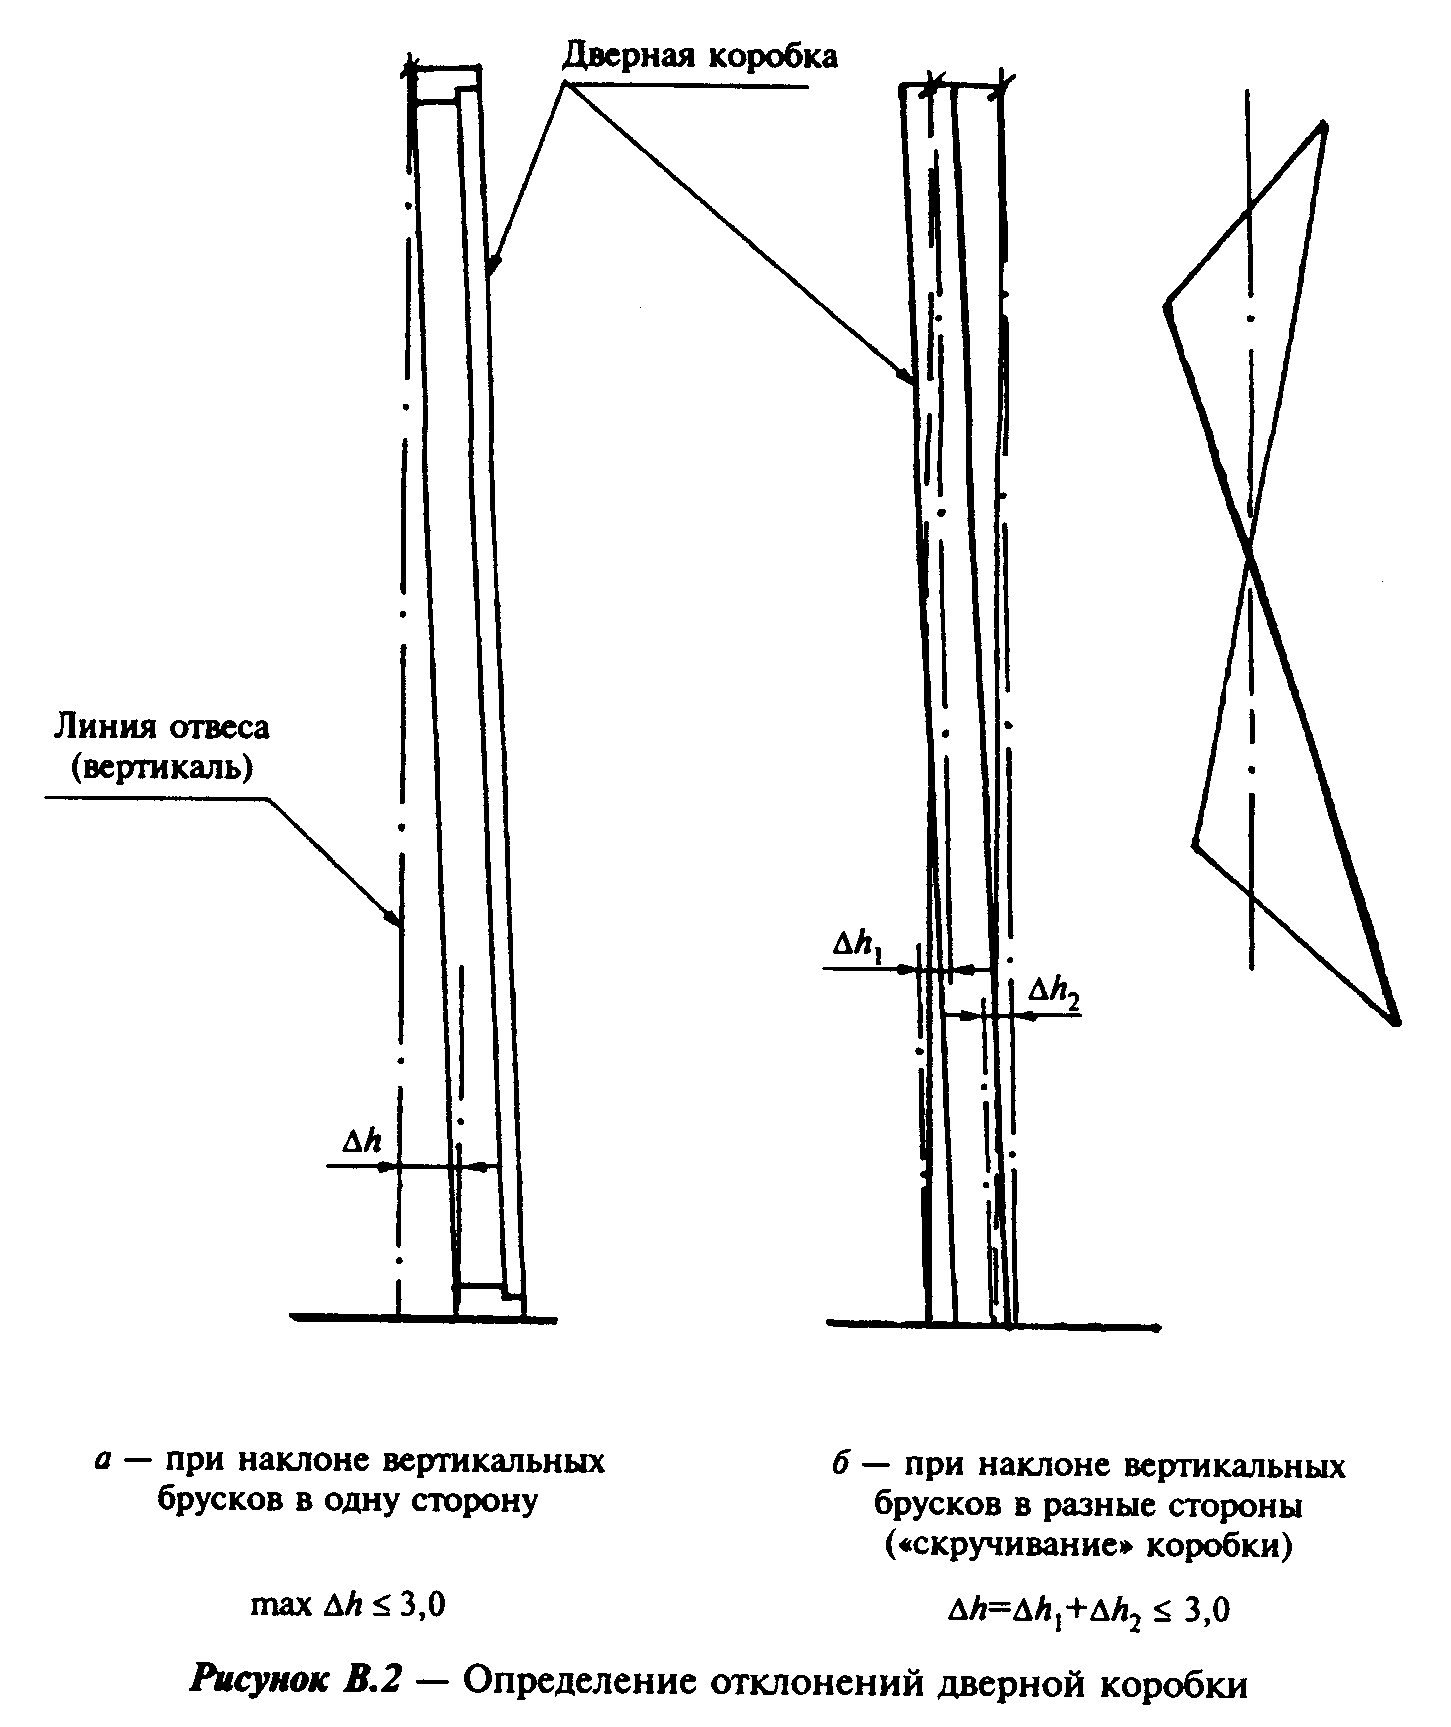 Дверная коробка
Линия отвеса
(вертикаль)
Δh₁
Δh₂
Δh
а — при наклоне вертикальных
брусков в одну сторону
max Δh ≤ 3,0
б — при наклоне вертикальных
брусков в разные стороны
(«скручивание» коробки)
Δh=Δh₁+Δh₂ ≤ 3,0
Рисунок В.2 — Определение отклонений дверной коробки